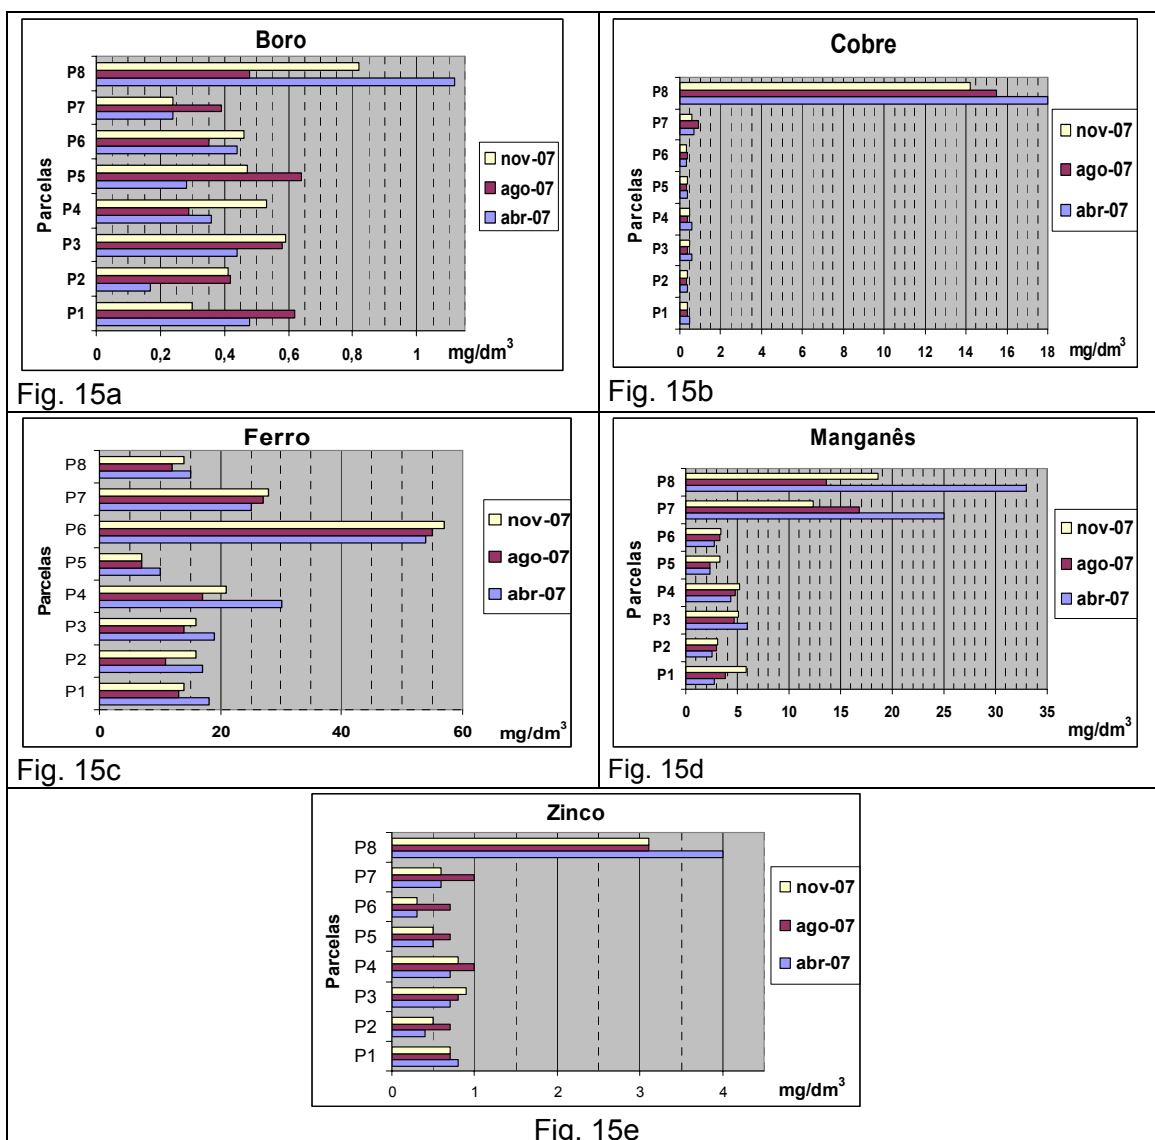 Boro
P8
P7
P6
P5
P4
P3
P2
P1
Parcelas
0 0,2 0,4 0,6 0,8 1 mg/dm³
nov-07
ago-07
abr-07
Fig. 15a
Cobre
P8
P7
P6
P5
P4
P3
P2
P1
Parcelas
0 2 4 6 8 10 12 14 16 18 mg/dm³
nov-07
ago-07
abr-07
Fig. 15b
Ferro
P8
P7
P6
P5
P4
P3
P2
P1
Parcelas
0 20 40 60 mg/dm³
nov-07
ago-07
abr-07
Fig. 15c
Manganês
P8
P7
P6
P5
P4
P3
P2
P1
Parcelas
0 5 10 15 20 25 30 35
mg/dm³
nov-07
ago-07
abr-07
Fig. 15d
Zinco
P8
P7
P6
P5
P4
P3
P2
P1
Parcelas
0 1 2 3 4 mg/dm³
nov-07
ago-07
abr-07
Fig. 15e